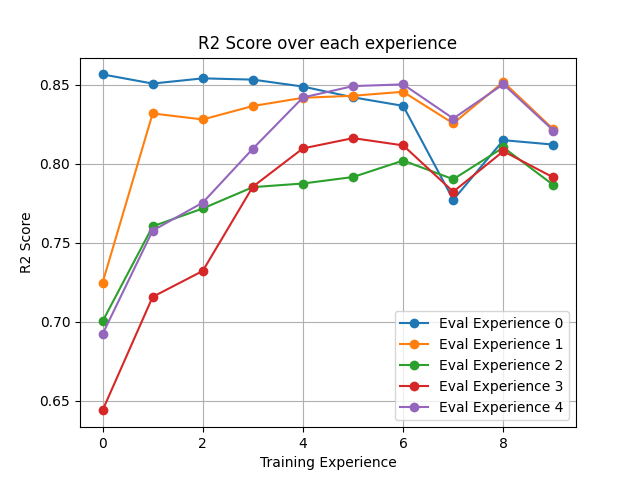 R2 Score over each experience
0.85
0.80
0.75
0.70
0.65
R2 Score
0
2
4
6
8
Training Experience
Eval Experience 0
Eval Experience 1
Eval Experience 2
Eval Experience 3
Eval Experience 4